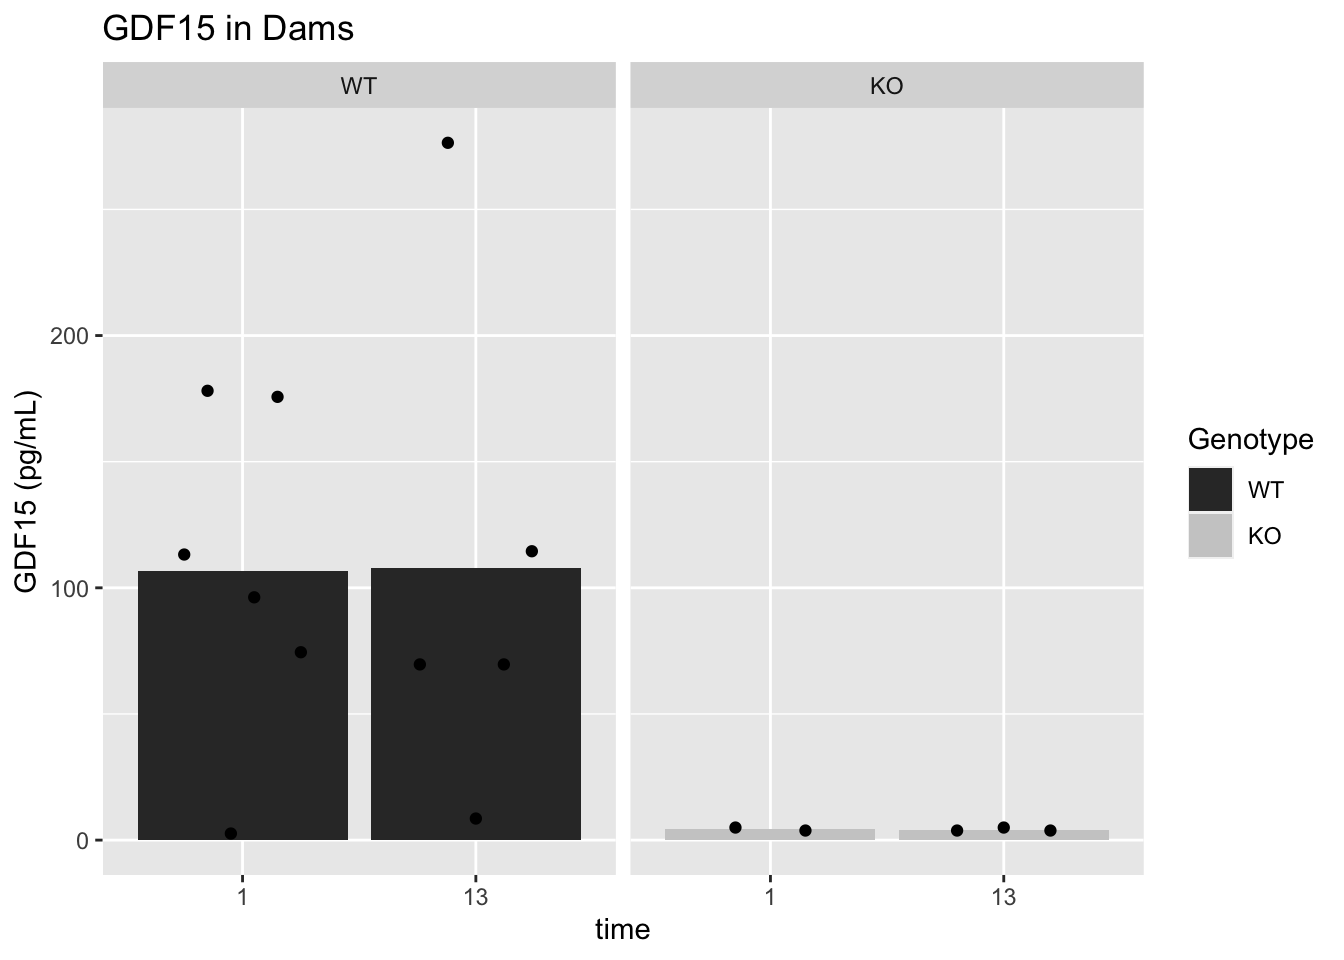 GDF15 in Dams
WT
KO
200
100
0
GDF15 (pg/mL)
1
13
1
13
time
Genotype
WT
KO